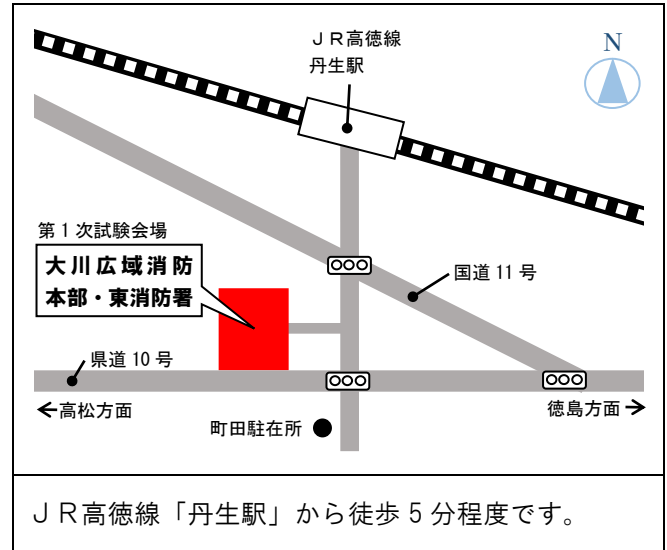 ＪＲ高徳線
丹生駅
N
第１次試験会場
大川広域消防
本部・東消防署
国道 11 号
県道 10 号
←高松方面
徳島方面→
町田駐在所
ＪＲ高徳線「丹生駅」から徒歩 5 分程度です。